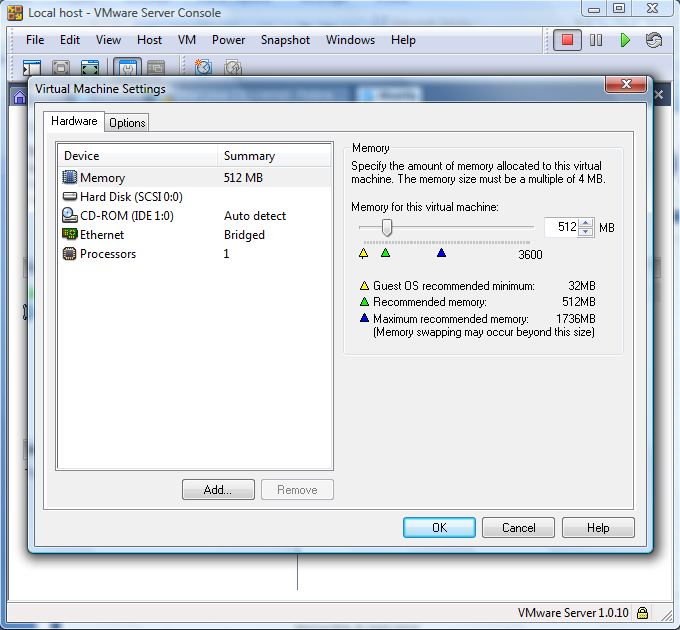 Local host - VMware Server Console
File Edit View Host VM Power Snapshot Windows Help
Virtual Machine Settings
Hardware Options
Device Summary
Memory 512 MB
Hard Disk (SCSI 0:0)
CD-ROM (IDE 1:0) Auto detect
Ethernet Bridged
Processors 1
Add... Remove
Memory
Specify the amount of memory allocated to this virtual
machine. The memory size must be a multiple of 4 MB.
Memory for this virtual machine:
512 MB
3600
Guest OS recommended minimum: 32MB
Recommended memory: 512MB
Maximum recommended memory: 1736MB
(Memory swapping may occur beyond this size)
OK Cancel Help
VMware Server 1.0.10